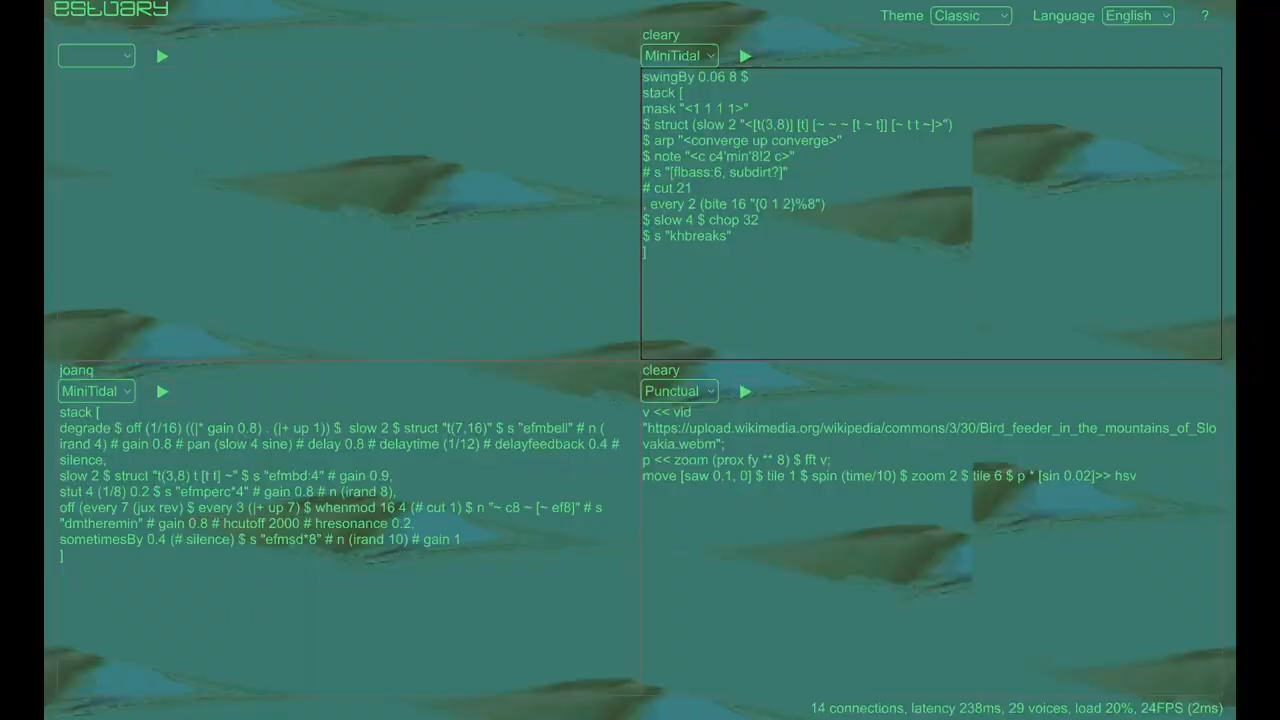 estuary
Theme Classic Language English ?
cleary
MiniTidal
swingBy 0.06 8 $
stack [
mask "<1 1 1 1>"
$ struct (slow 2 "<[t(3,8)] [t] [~ ~ ~ [t ~ t]] [~ t t ~]>")
$ arp "<converge up converge>"
$ note "<c c4'min'8!2 c>"
# s "[flbass:6, subdirt?]"
# cut 21
, every 2 (bite 16 "{0 1 2}%8")
$ slow 4 $ chop 32
$ s "khbreaks"
]
joanq
MiniTidal
stack [
degrade $ off (1/16) ((|* gain 0.8) . (|+ up 1)) $  slow 2 $ struct "t(7,16)" $ s "efmbell" # n (
irand 4) # gain 0.8 # pan (slow 4 sine) # delay 0.8 # delaytime (1/12) # delayfeedback 0.4 #
silence,
slow 2 $ struct "t(3,8) t [t t] ~" $ s "efmbd:4" # gain 0.9,
stut 4 (1/8) 0.2 $ s "efmperc*4" # gain 0.8 # n (irand 8),
off (every 7 (jux rev) $ every 3 (|+ up 7) $ whenmod 16 4 (# cut 1) $ n "~ c8 ~ [~ ef8]" # s
"dmtheremin" # gain 0.8 # hcutoff 2000 # hresonance 0.2,
sometimesBy 0.4 (# silence) $ s "efmsd*8" # n (irand 10) # gain 1
]
cleary
Punctual
v << vid
"https://upload.wikimedia.org/wikipedia/commons/3/30/Bird_feeder_in_the_mountains_of_Slo
vakia.webm";
p << zoom (prox fy ** 8) $ fft v;
move [saw 0.1, 0] $ tile 1 $ spin (time/10) $ zoom 2 $ tile 6 $ p * [sin 0.02]>> hsv
14 connections, latency 238ms, 29 voices, load 20%, 24FPS (2ms)